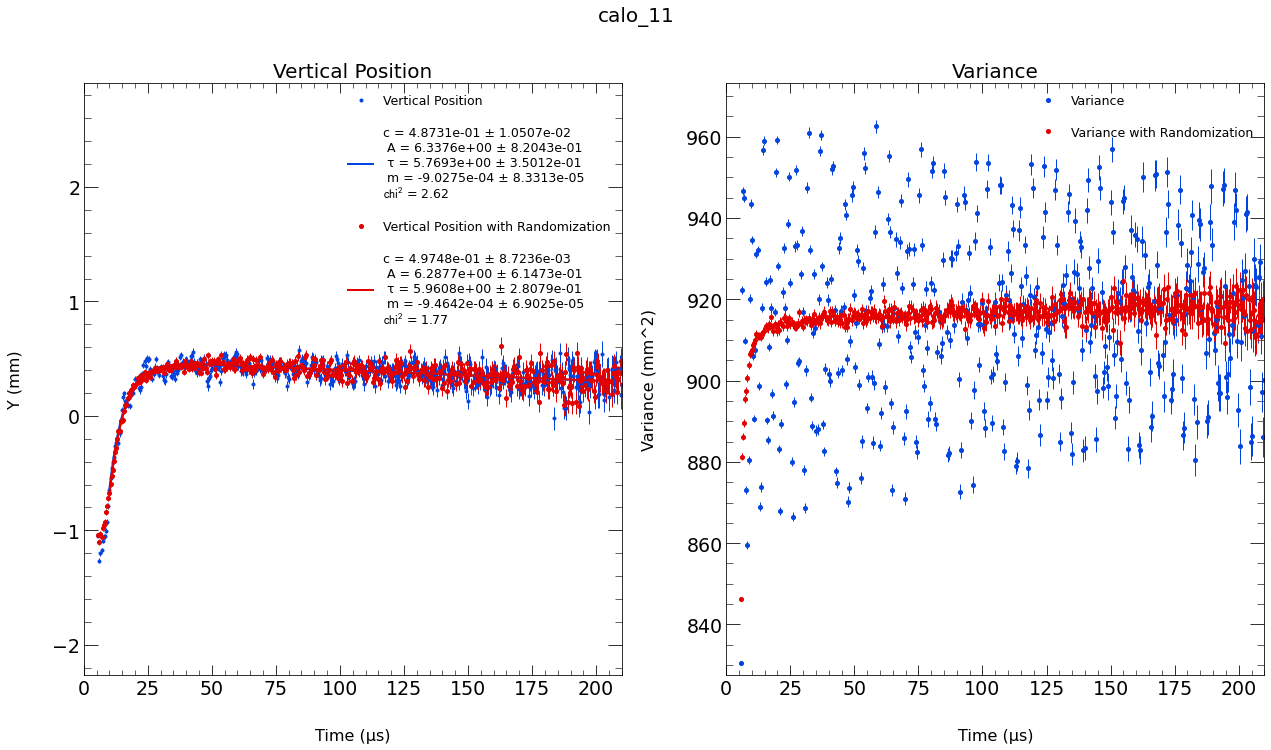 calo_11
Vertical Position
Vertical Position
c = 4.8731e-01 ± 1.0507e-02
A = 6.3376e+00 ± 8.2043e-01
τ = 5.7693e+00 ± 3.5012e-01
m = -9.0275e-04 ± 8.3313e-05
chi² = 2.62
Vertical Position with Randomization
c = 4.9748e-01 ± 8.7236e-03
A = 6.2877e+00 ± 6.1473e-01
τ = 5.9608e+00 ± 2.8079e-01
m = -9.4642e-04 ± 6.9025e-05
chi² = 1.77
Y (mm)
2
1
0
−1
−2
0 25 50 75 100 125 150 175 200
Time (μs)
Variance
Variance
Variance with Randomization
Variance (mm^2)
960
940
920
900
880
860
840
0 25 50 75 100 125 150 175 200
Time (μs)